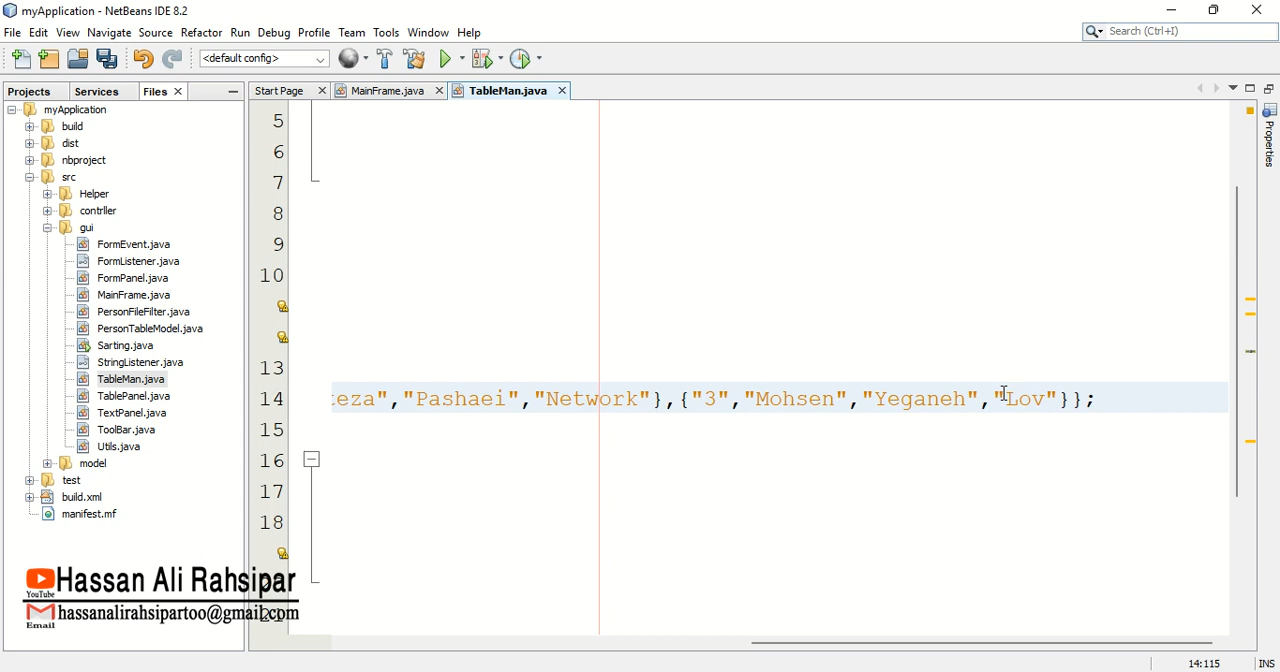 myApplication - NetBeans IDE 8.2
File Edit View Navigate Source Refactor Run Debug Profile Team Tools Window Help
Search (Ctrl+I)
<default config>
Projects Services Files
Start Page MainFrame.java TableMan.java
Properties
myApplication
build
dist
nbproject
src
Helper
contrller
gui
FormEvent.java
FormListener.java
FormPanel.java
MainFrame.java
PersonFileFilter.java
PersonTableModel.java
Sarting.java
StringListener.java
TableMan.java
TablePanel.java
TextPanel.java
ToolBar.java
Utils.java
model
test
build.xml
manifest.mf
5
6
7
8
9
10
13
14 eza","Pashaei","Network"},{"3","Mohsen","Yeganeh","Lov"}};
15
16
17
18
YouTube Hassan Ali Rahsipar
Email hassanalirahsipartoo@gmail.com
14:115 INS